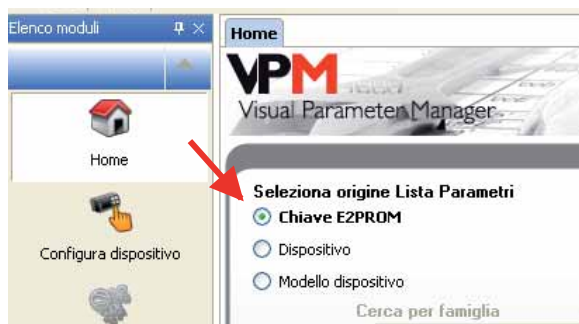 Elenco moduli
Home
Configura dispositivo
Home
VPM
Visual Parameter Manager
Seleziona origine Lista Parametri
Chiave E2PROM
Dispositivo
Modello dispositivo
Cerca per famiglia